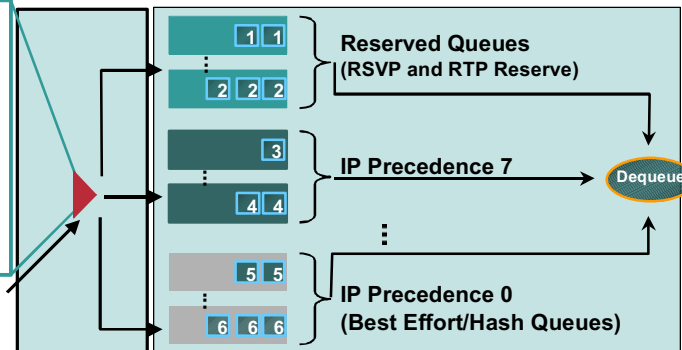 1 1
Reserved Queues
(RSVP and RTP Reserve)
2 2 2
3
IP Precedence 7
Dequeue
4 4
5 5
IP Precedence 0
(Best Effort/Hash Queues)
6 6 6